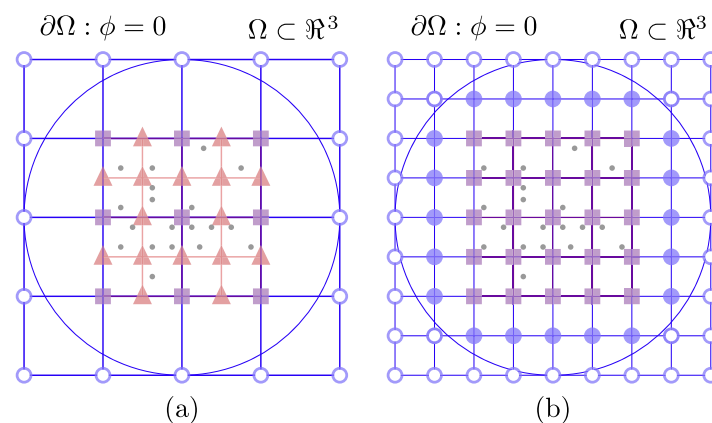 ∂Ω : ϕ = 0 Ω ⊂ ℜ³ ∂Ω : ϕ = 0 Ω ⊂ ℜ³
(a) (b)